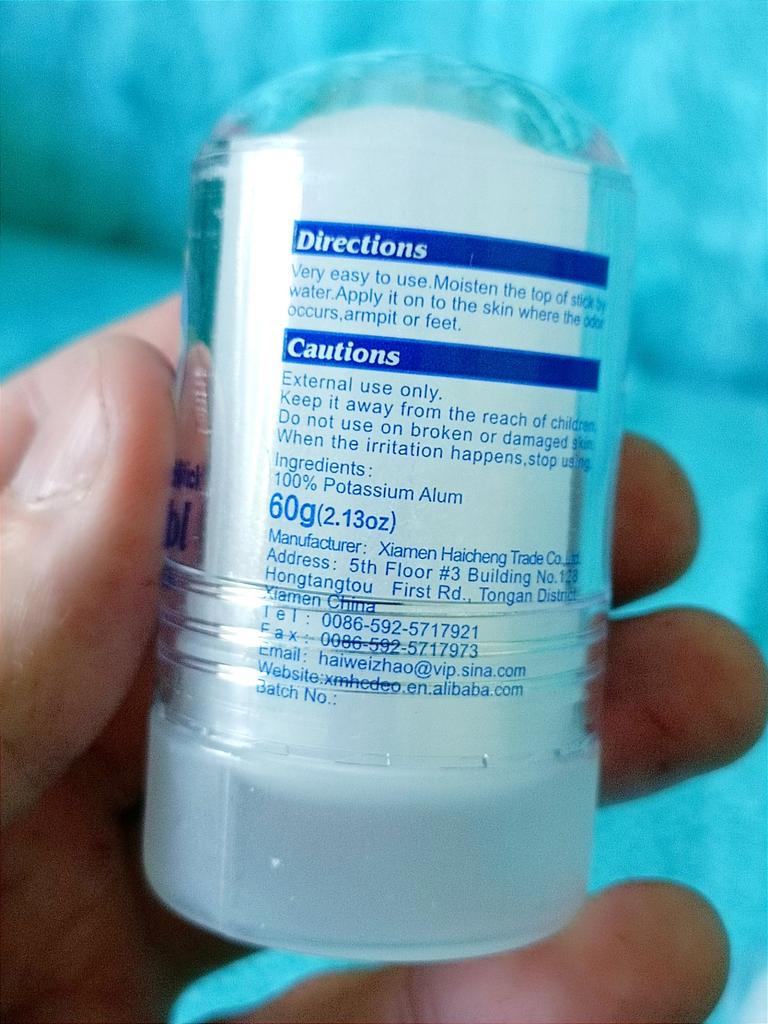 Directions
Very easy to use.Moisten the top of stick by
water.Apply it on to the skin where the odor
occurs,armpit or feet.
Cautions
External use only.
Keep it away from the reach of children.
Do not use on broken or damaged skin.
When the irritation happens,stop using.
Ingredients:
100% Potassium Alum
60g(2.13oz)
Manufacturer: Xiamen Haicheng Trade Co.,Ltd.
Address: 5th Floor #3 Building No.128
Hongtangtou First Rd., Tongan District
Xiamen China
Tel: 0086-592-5717921
Fax: 0086-592-5717973
Email: haiweizhao@vip.sina.com
Website:xmhcdeo.en.alibaba.com
Batch No.: